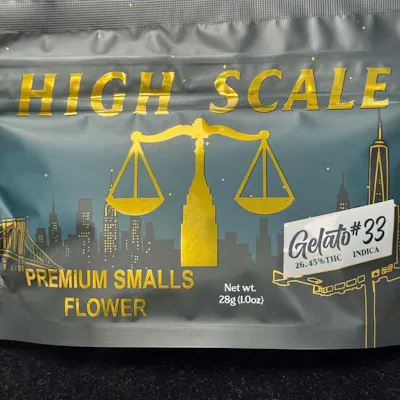 HIGH SCALE
Gelato #33
26.45%THC INDICA
PREMIUM SMALLS
FLOWER
Net wt.
28g (1.0oz)